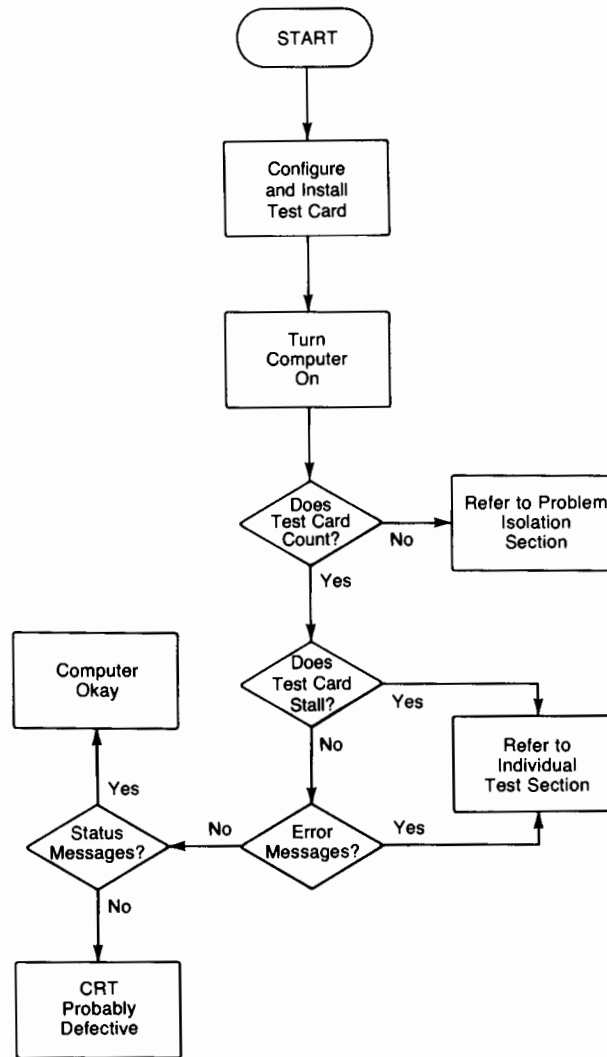 START
Configure
and Install
Test Card
Turn
Computer
On
Does
Test Card
Count?
No
Yes
Refer to Problem
Isolation
Section
Does
Test Card
Stall?
Yes
No
Refer to
Individual
Test Section
Computer
Okay
Yes
Status
Messages?
No
Error
Messages?
Yes
No
CRT
Probably
Defective